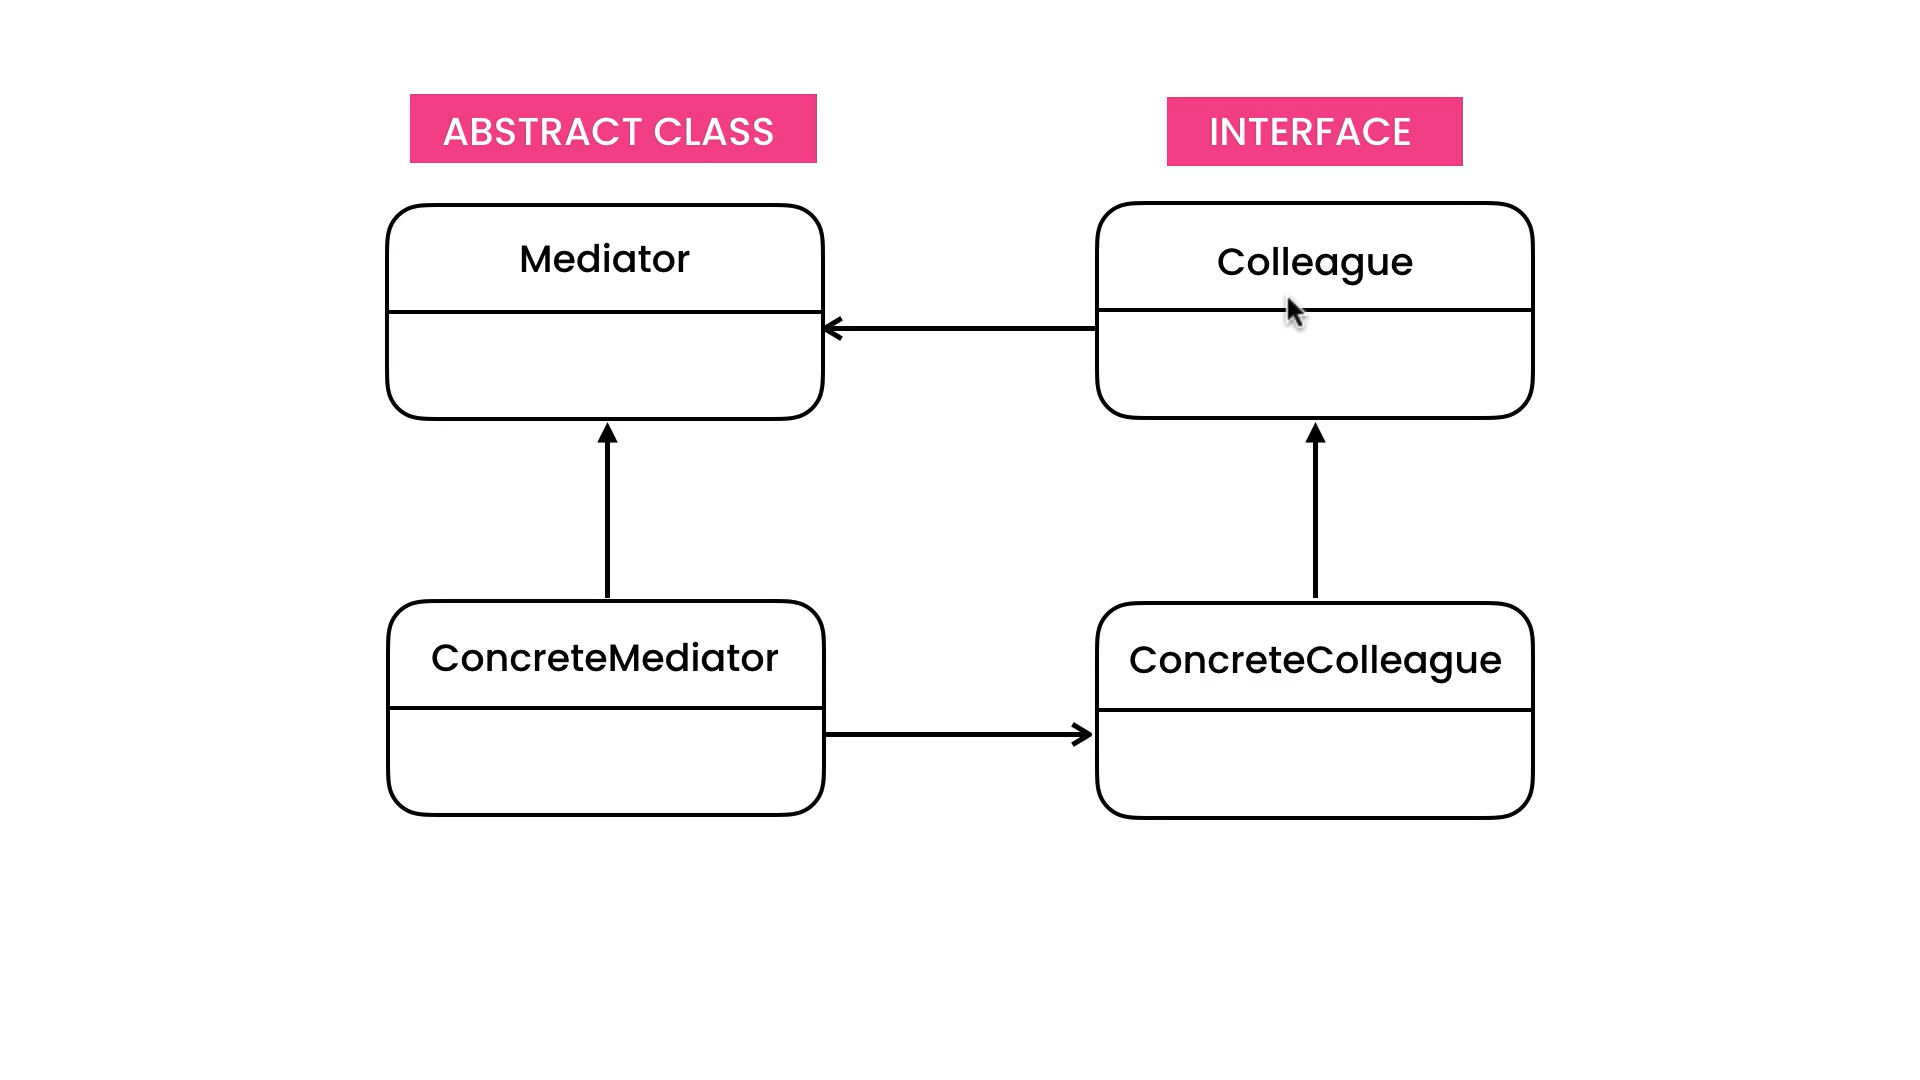 ABSTRACT CLASS
INTERFACE
Mediator
Colleague
ConcreteMediator
ConcreteColleague